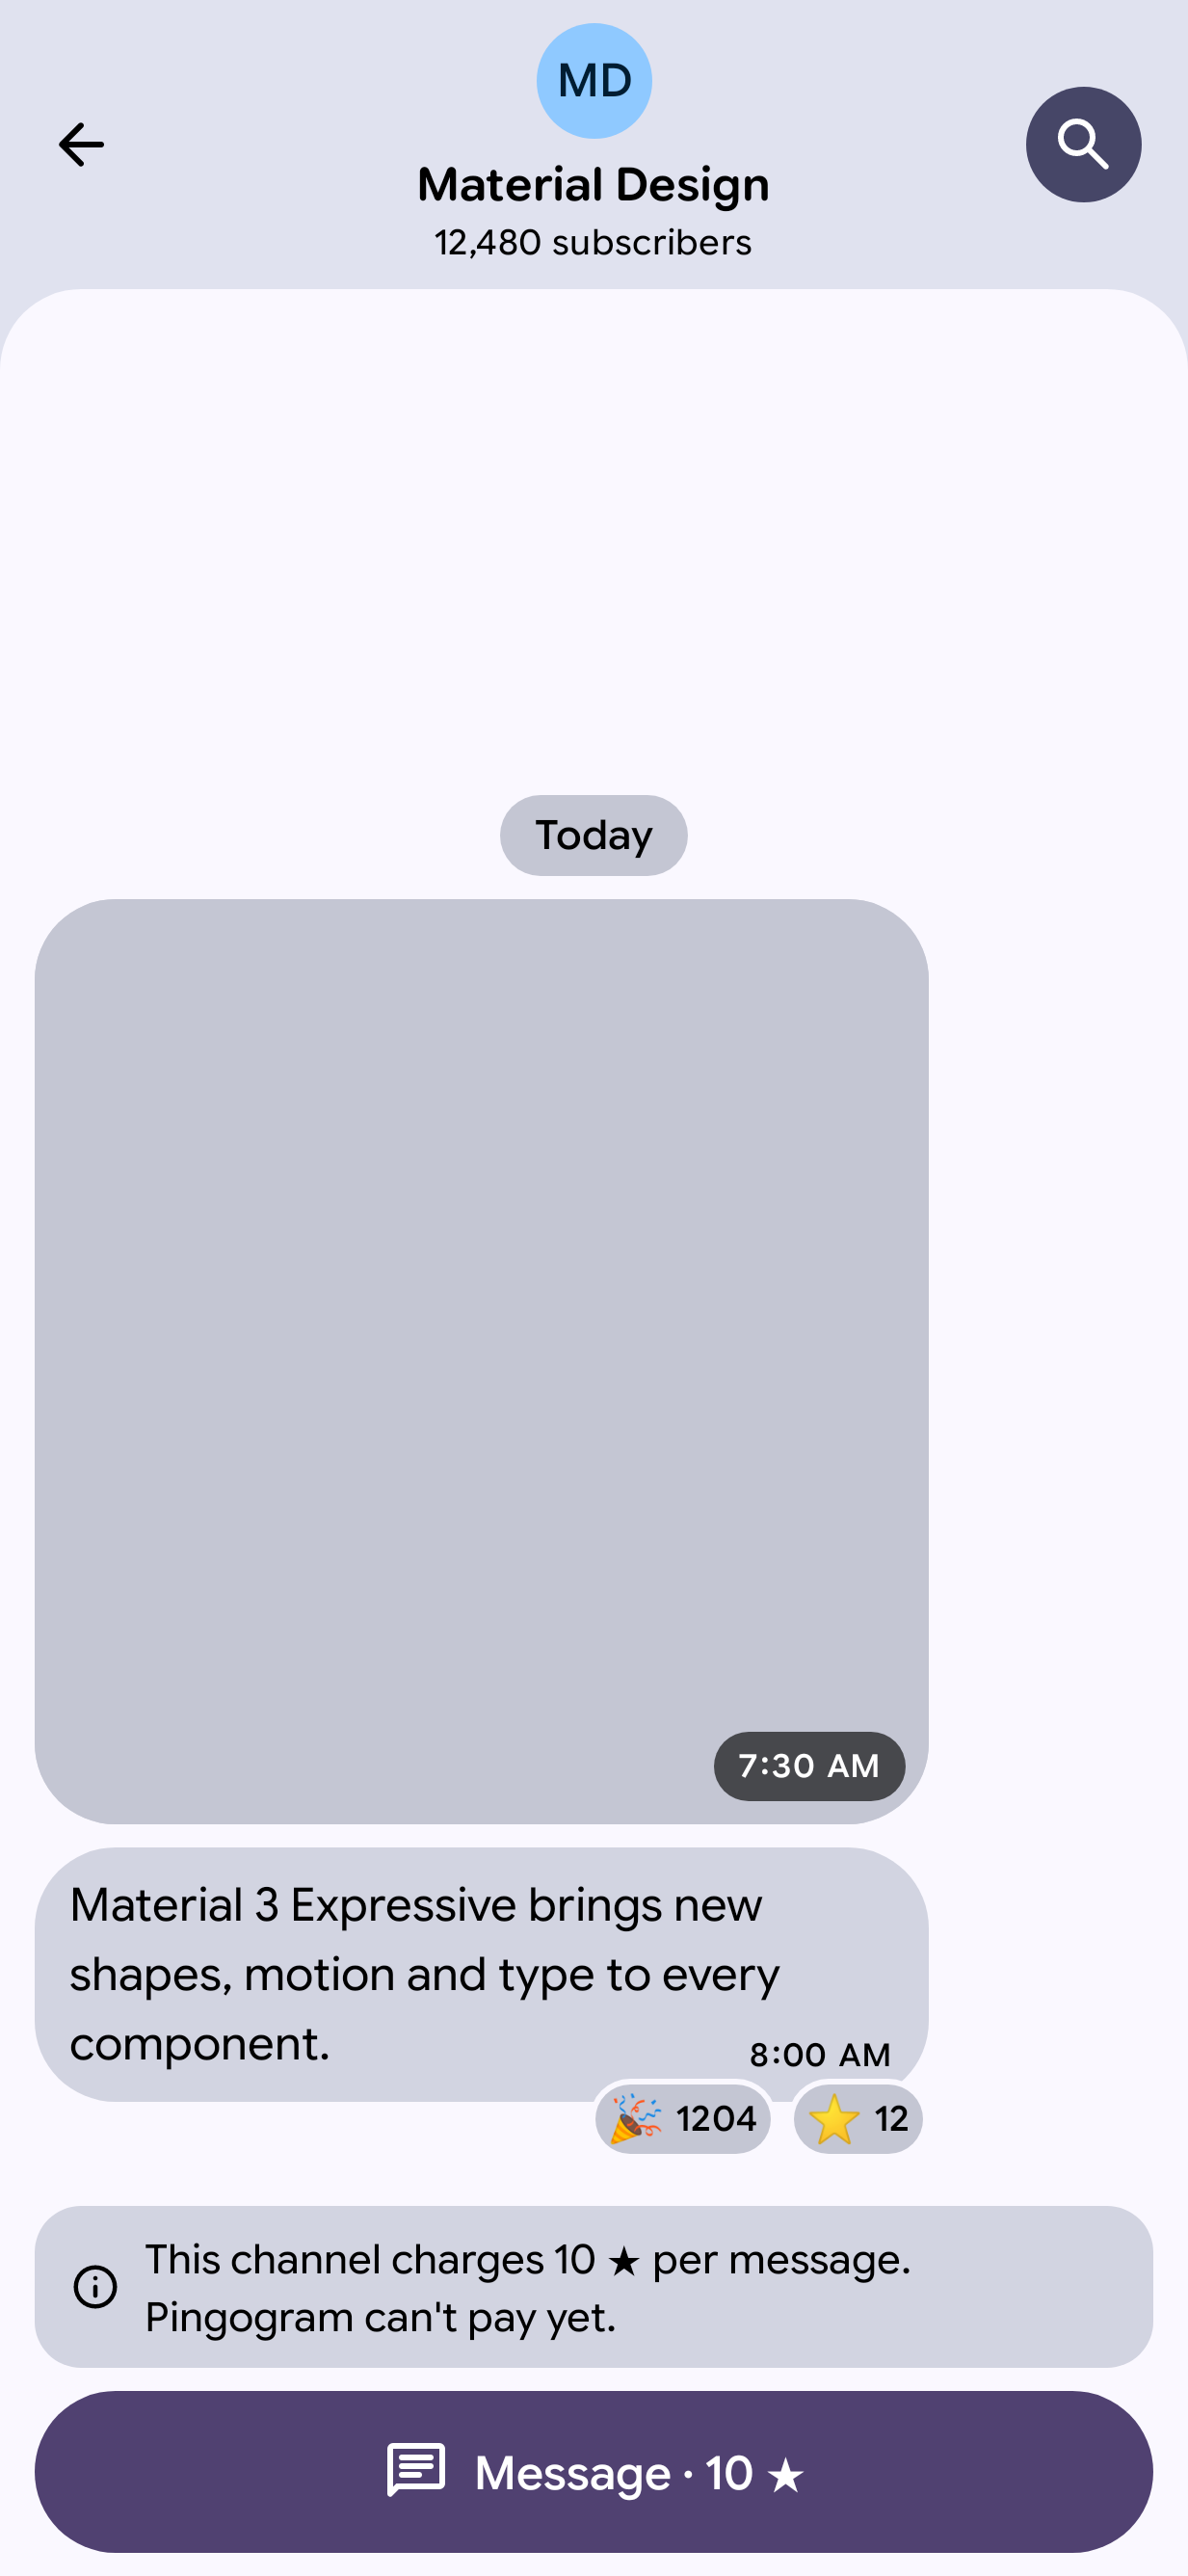 MD
Material Design
12,480 subscribers
Today
7:30 AM
Material 3 Expressive brings new
shapes, motion and type to every
component.
8:00 AM
🎉 1204 ⭐ 12
This channel charges 10 ★ per message.
Pingogram can't pay yet.
Message · 10 ★